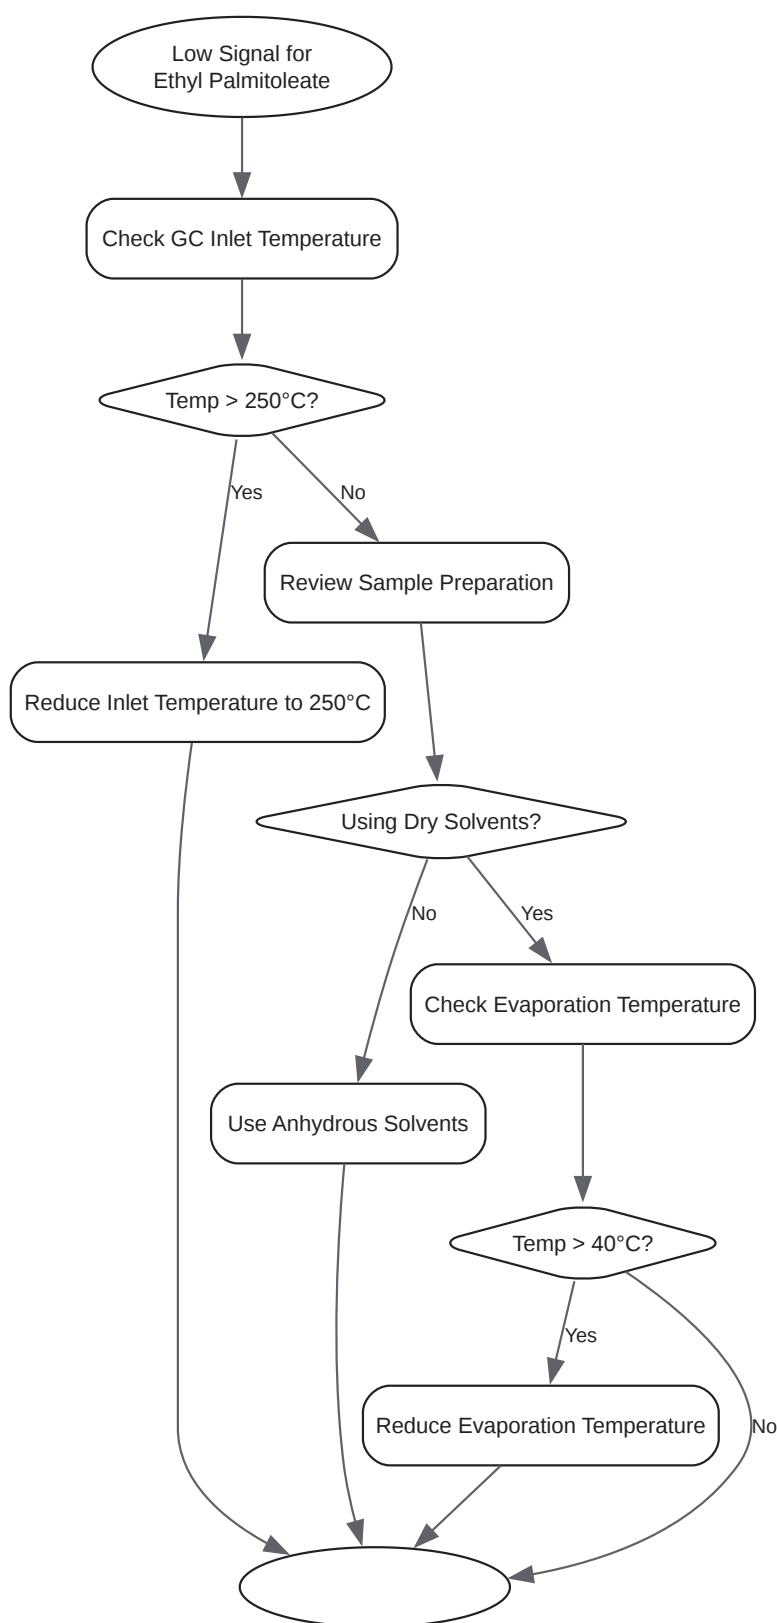 Low Signal for
Ethyl Palmitoleate
Check GC Inlet Temperature
Temp > 250°C?
Yes
No
Review Sample Preparation
Reduce Inlet Temperature to 250°C
Using Dry Solvents?
No
Yes
Check Evaporation Temperature
Use Anhydrous Solvents
Temp > 40°C?
Yes
Reduce Evaporation Temperature
No